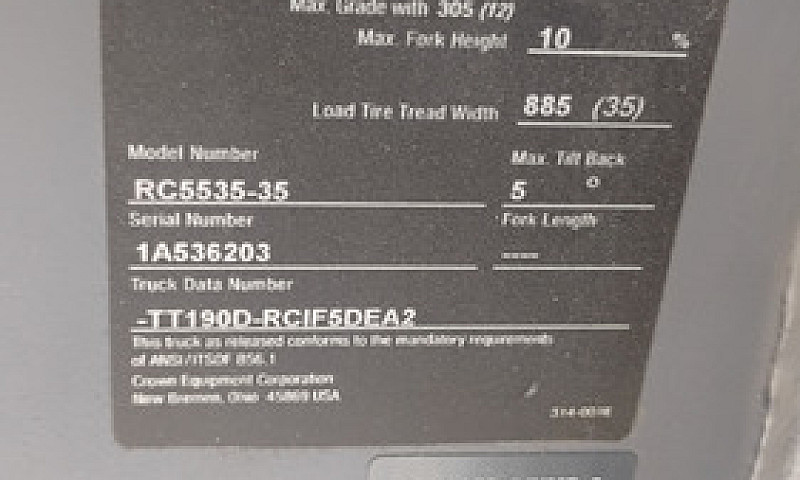 Max. Grade with 305 (12)
Max. Fork Height 10 %
Load Tire Tread Width 885 (35)
Model Number Max. Tilt Back
RC5535-35 5 °
Serial Number Fork Length
1A536203 ----
Truck Data Number
-TT190D-RCIF5DEA2
This truck as released conforms to the mandatory requirements
of ANSI/ITSDF B56.1
Crown Equipment Corporation
New Bremen, Ohio 45869 USA